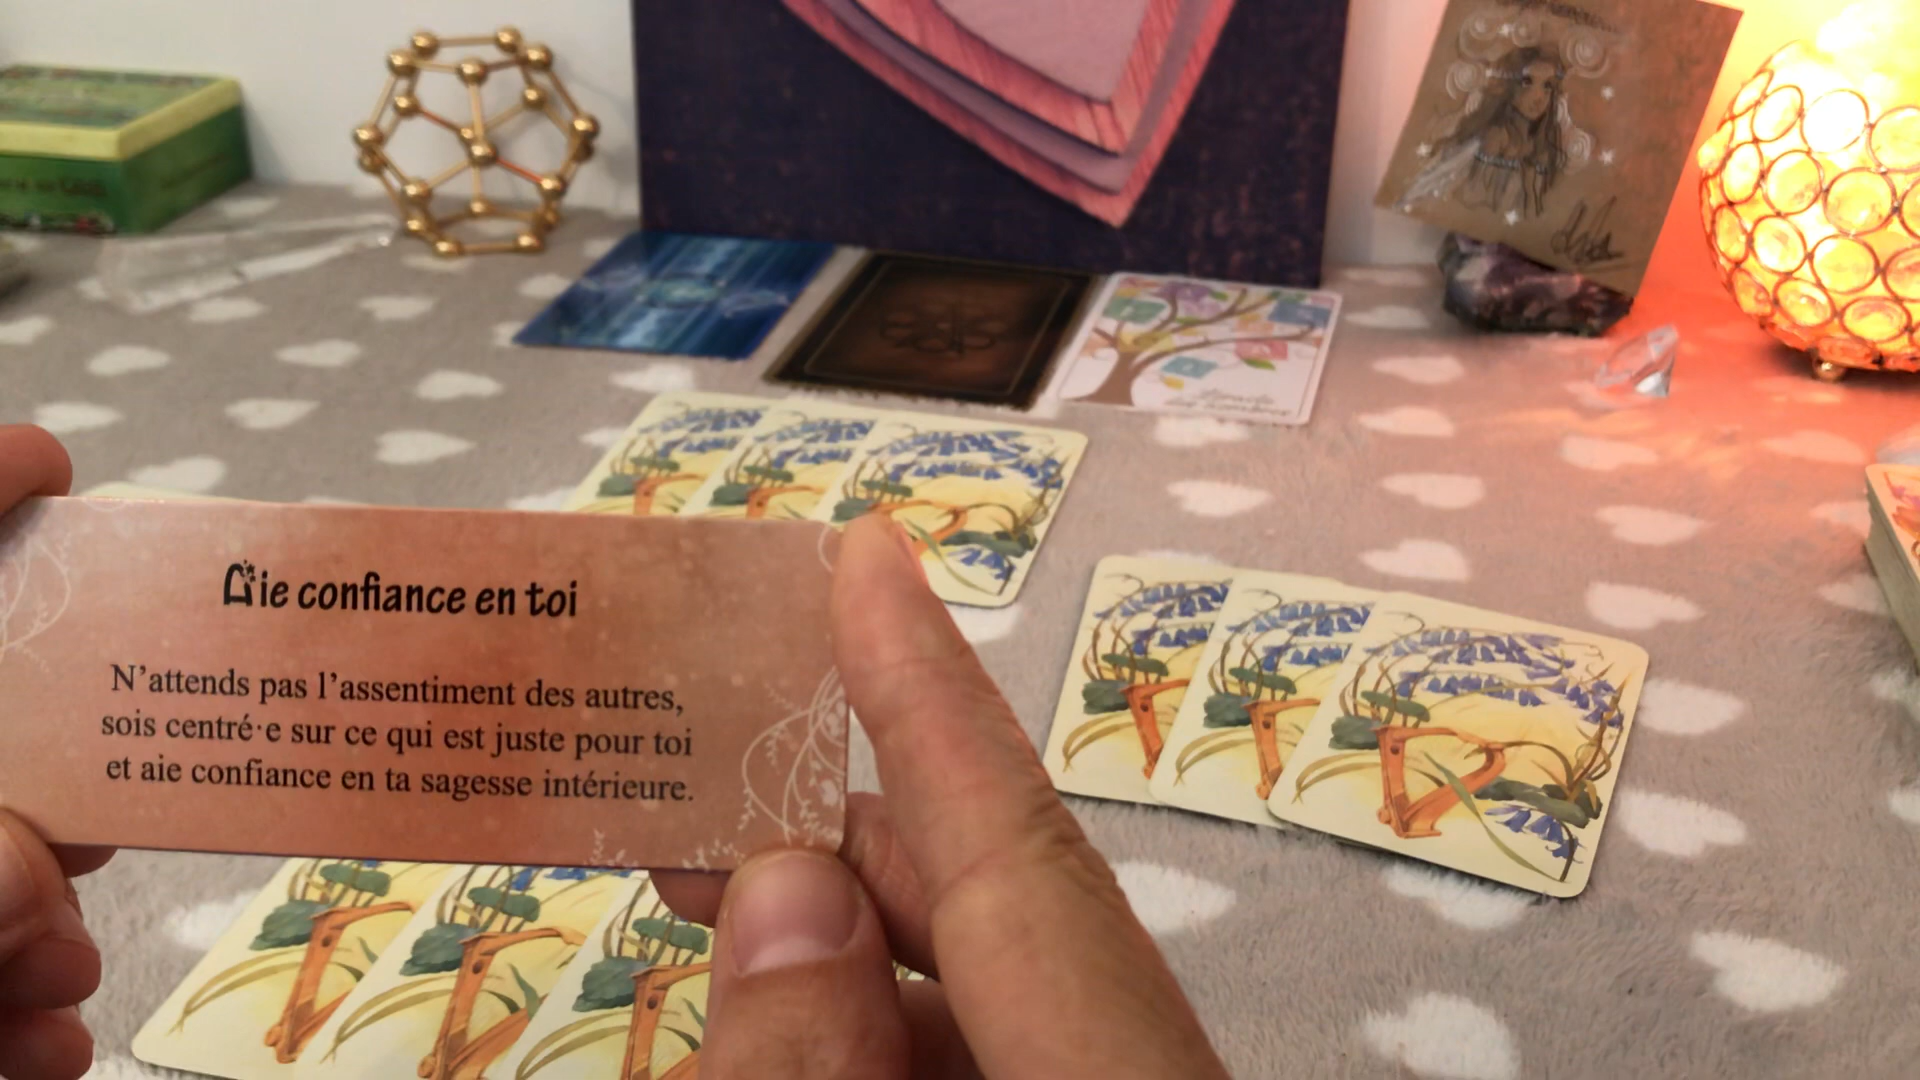 Aie confiance en toi
N'attends pas l'assentiment des autres,
sois centré·e sur ce qui est juste pour toi
et aie confiance en ta sagesse intérieure.